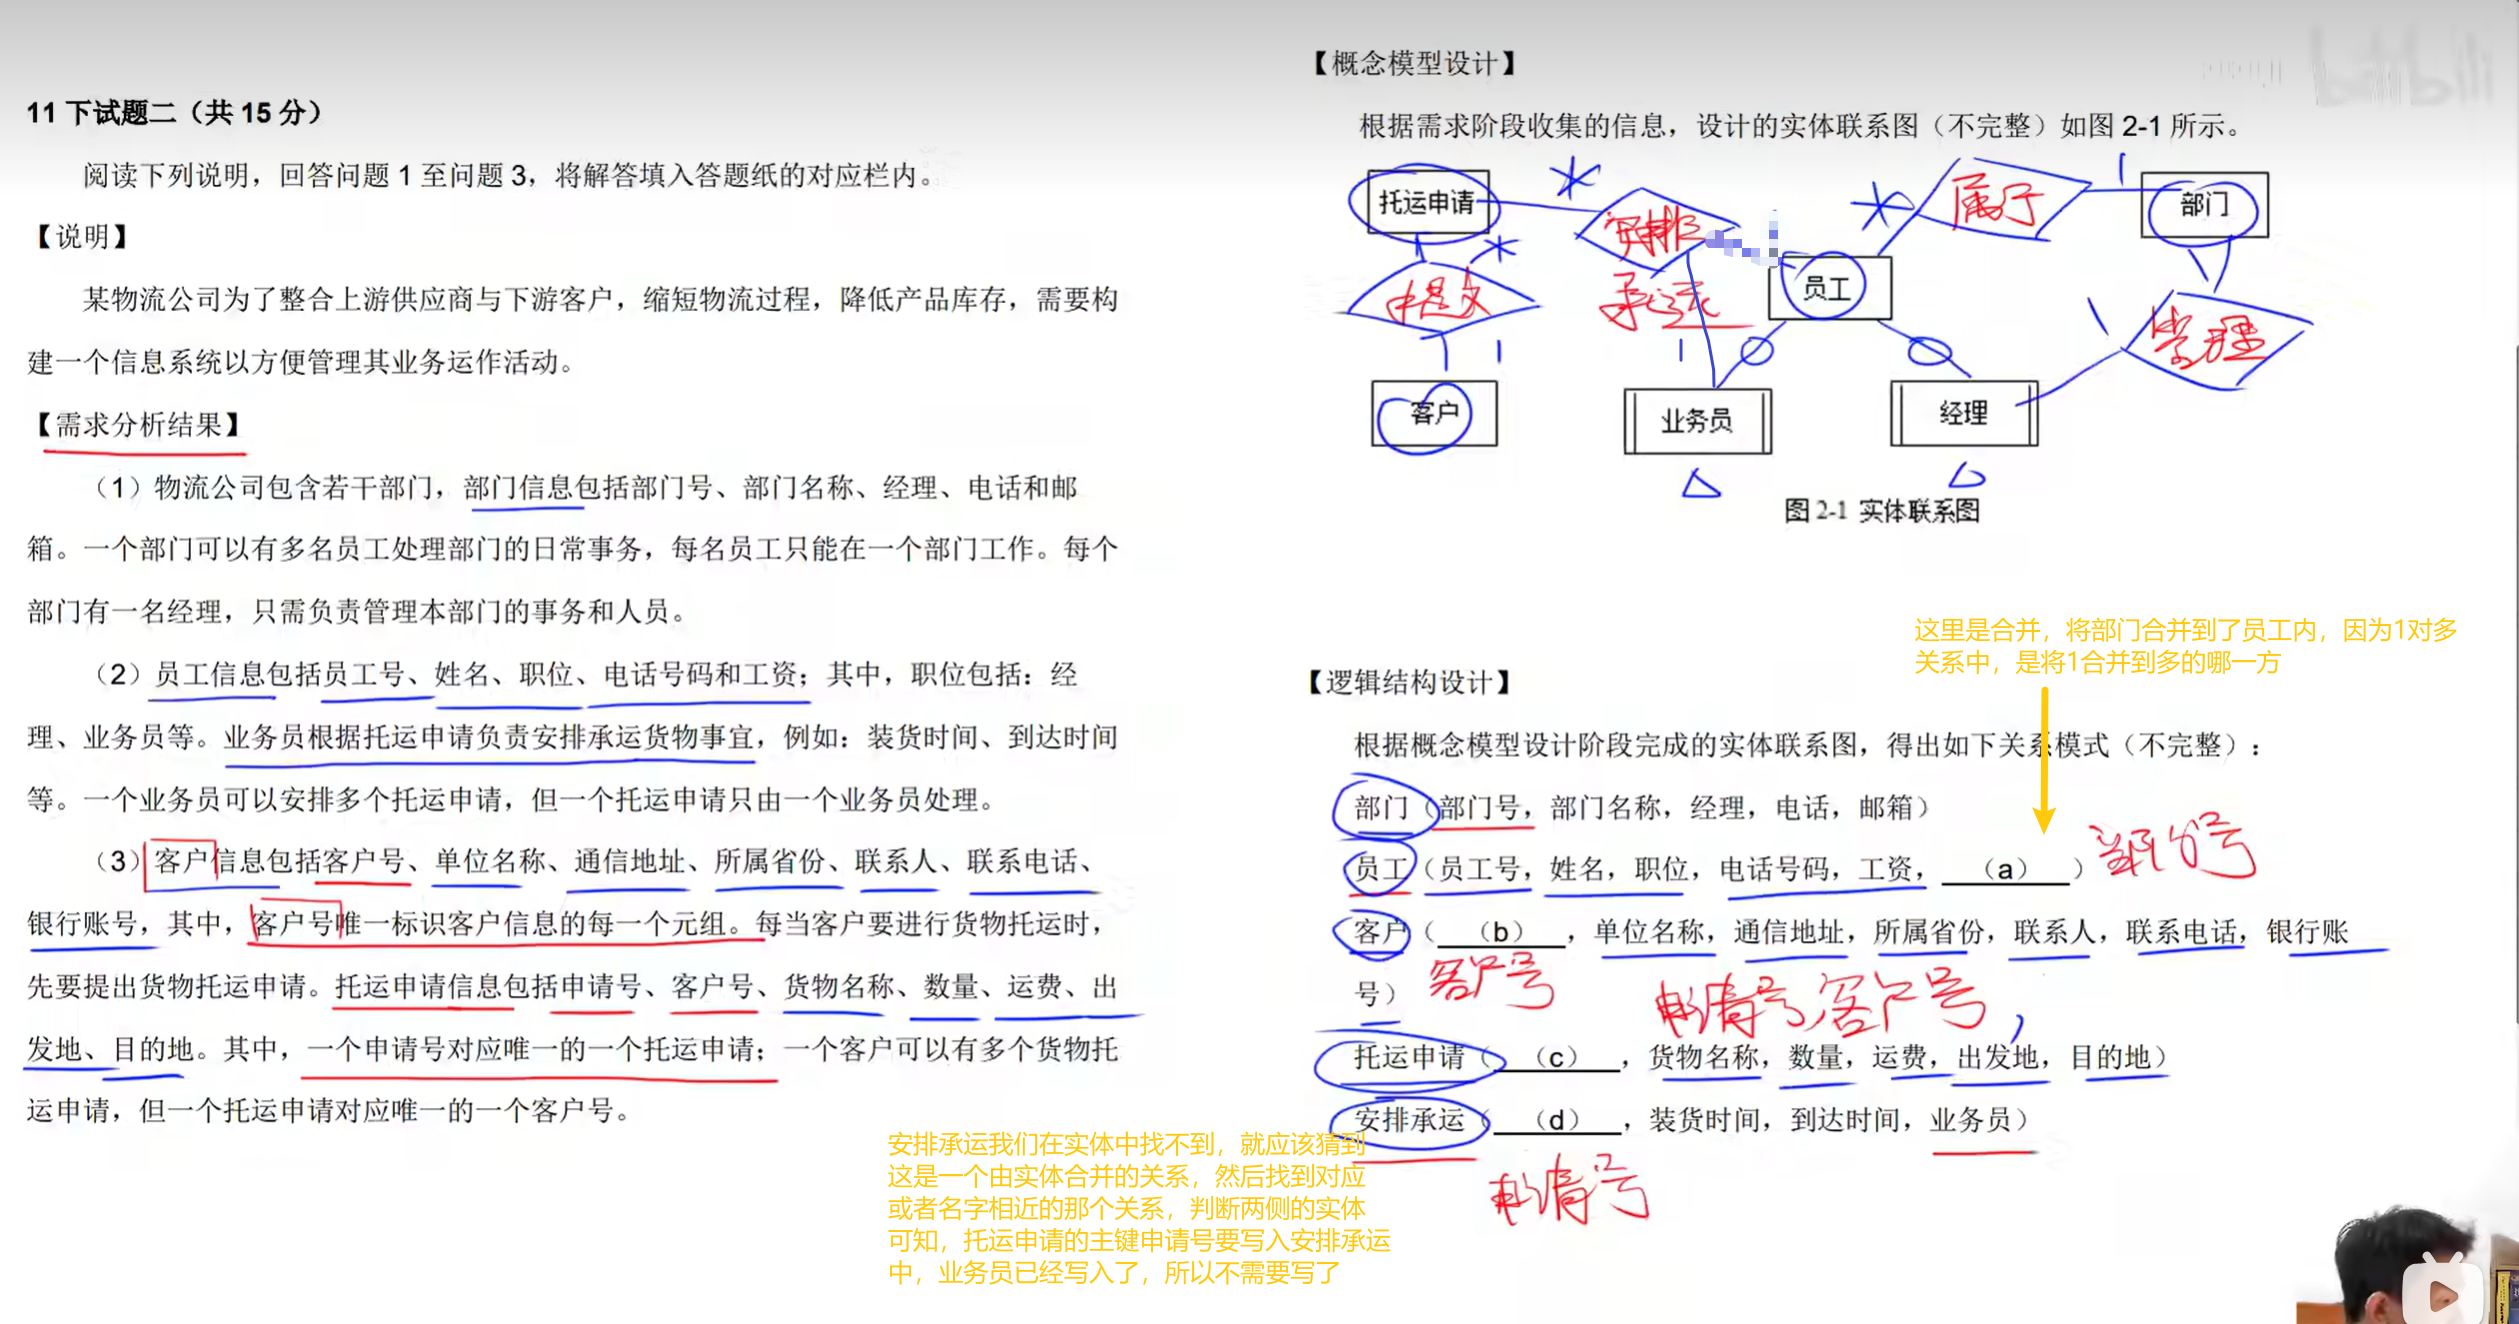 11 下试题二（共 15 分）
阅读下列说明，回答问题 1 至问题 3，将解答填入答题纸的对应栏内。
【说明】
某物流公司为了整合上游供应商与下游客户，缩短物流过程，降低产品库存，需要构
建一个信息系统以方便管理其业务运作活动。
【需求分析结果】
（1）物流公司包含若干部门，部门信息包括部门号、部门名称、经理、电话和邮
箱。一个部门可以有多名员工处理部门的日常事务，每名员工只能在一个部门工作。每个
部门有一名经理，只需负责管理本部门的事务和人员。
（2）员工信息包括员工号、姓名、职位、电话号码和工资；其中，职位包括：经
理、业务员等。业务员根据托运申请负责安排承运货物事宜，例如：装货时间、到达时间
等。一个业务员可以安排多个托运申请，但一个托运申请只由一个业务员处理。
（3）客户信息包括客户号、单位名称、通信地址、所属省份、联系人、联系电话、
银行账号，其中，客户号唯一标识客户信息的每一个元组。每当客户要进行货物托运时，
先要提出货物托运申请。托运申请信息包括申请号、客户号、货物名称、数量、运费、出
发地、目的地。其中，一个申请号对应唯一的一个托运申请；一个客户可以有多个货物托
运申请，但一个托运申请对应唯一的一个客户号。
安排承运我们在实体中找不到，就应该猜到
这是一个由实体合并的关系，然后找到对应
或者名字相近的那个关系，判断两侧的实体
可知，托运申请的主键申请号要写入安排承运
中，业务员已经写入了，所以不需要写了
【概念模型设计】
根据需求阶段收集的信息，设计的实体联系图（不完整）如图 2-1 所示。
托运申请 * 安排 * 属于 1 部门
* 员工
承运 1 1 管理
1 1
客户 业务员 经理
图 2-1 实体联系图
这里是合并，将部门合并到了员工内，因为1对多
关系中，是将1合并到多的哪一方
【逻辑结构设计】
根据概念模型设计阶段完成的实体联系图，得出如下关系模式（不完整）：
部门（部门号，部门名称，经理，电话，邮箱）
员工（员工号，姓名，职位，电话号码，工资，（a）） 部门号
客户（（b），单位名称，通信地址，所属省份，联系人，联系电话，银行账
号） 客户号 申请号，客户号
托运申请（（c），货物名称，数量，运费，出发地，目的地）
安排承运（（d），装货时间，到达时间，业务员）
申请号